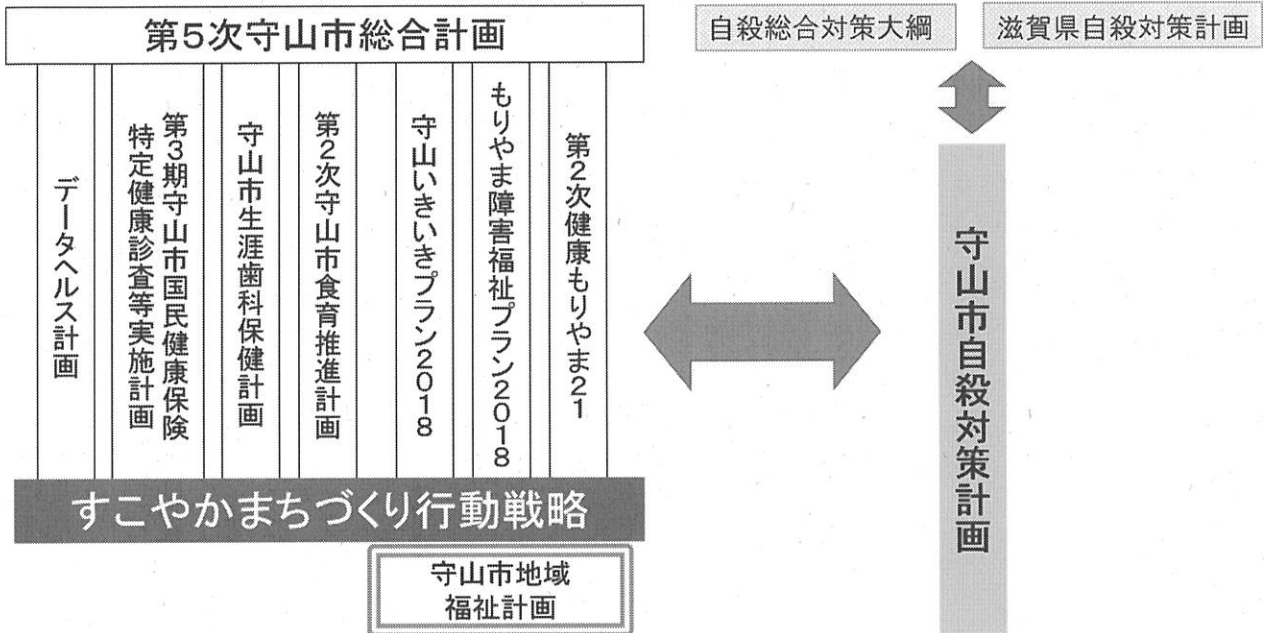 第5次守山市総合計画
自殺総合対策大綱
滋賀県自殺対策計画
第2次健康もりやま21
もりやま障害福祉プラン2018
守山いきいきプラン2018
第2次守山市食育推進計画
守山市生涯歯科保健計画
第3期守山市国民健康保険
特定健康診査等実施計画
データヘルス計画
守山市自殺対策計画
すこやかまちづくり行動戦略
守山市地域
福祉計画